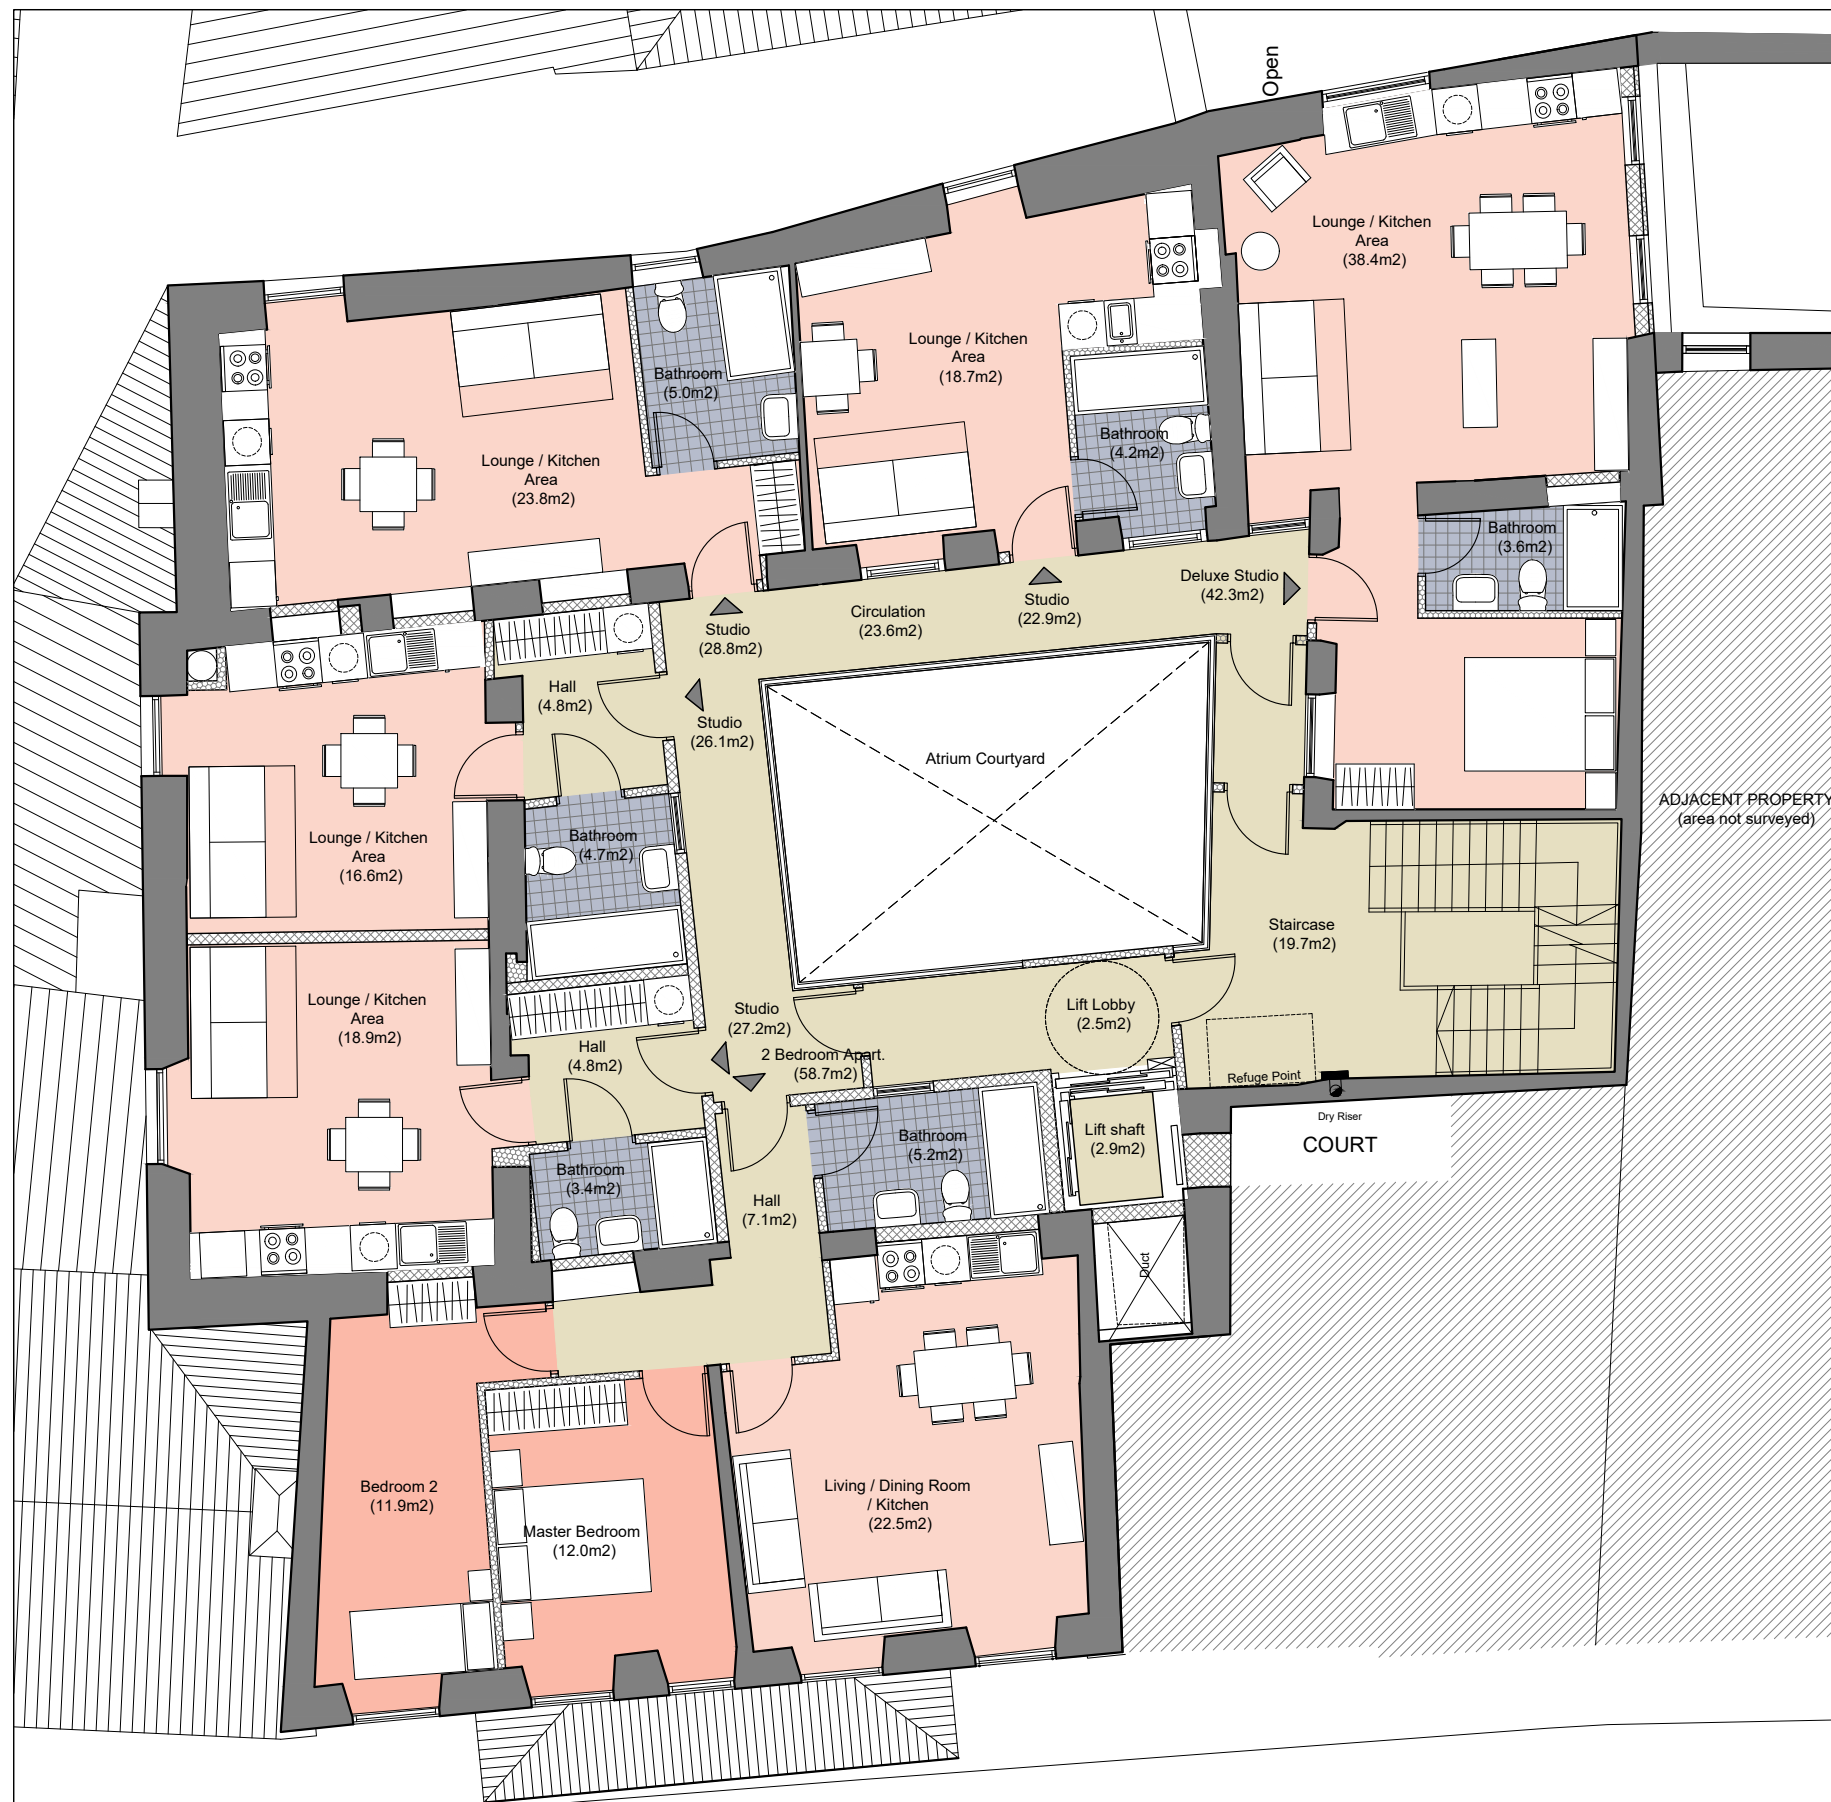 Open
Lounge / Kitchen
Area
(38.4m2)
Lounge / Kitchen
Area
(18.7m2)
Bathroom
(5.0m2)
Bathroom
(4.2m2)
Lounge / Kitchen
Area
(23.8m2)
Bathroom
(3.6m2)
Deluxe Studio
(42.3m2)
Studio
(22.9m2)
Circulation
(23.6m2)
Studio
(28.8m2)
Hall
(4.8m2)
Studio
(26.1m2)
Atrium Courtyard
ADJACENT PROPERTY
(area not surveyed)
Lounge / Kitchen
Area
(16.6m2)
Bathroom
(4.7m2)
Staircase
(19.7m2)
Lounge / Kitchen
Area
(18.9m2)
Studio
(27.2m2)
Lift Lobby
(2.5m2)
Hall
(4.8m2)
2 Bedroom Apart.
(58.7m2)
Refuge Point
Dry Riser
COURT
Lift shaft
(2.9m2)
Bathroom
(5.2m2)
Bathroom
(3.4m2)
Hall
(7.1m2)
Duct
Bedroom 2
(11.9m2)
Living / Dining Room
/ Kitchen
(22.5m2)
Master Bedroom
(12.0m2)